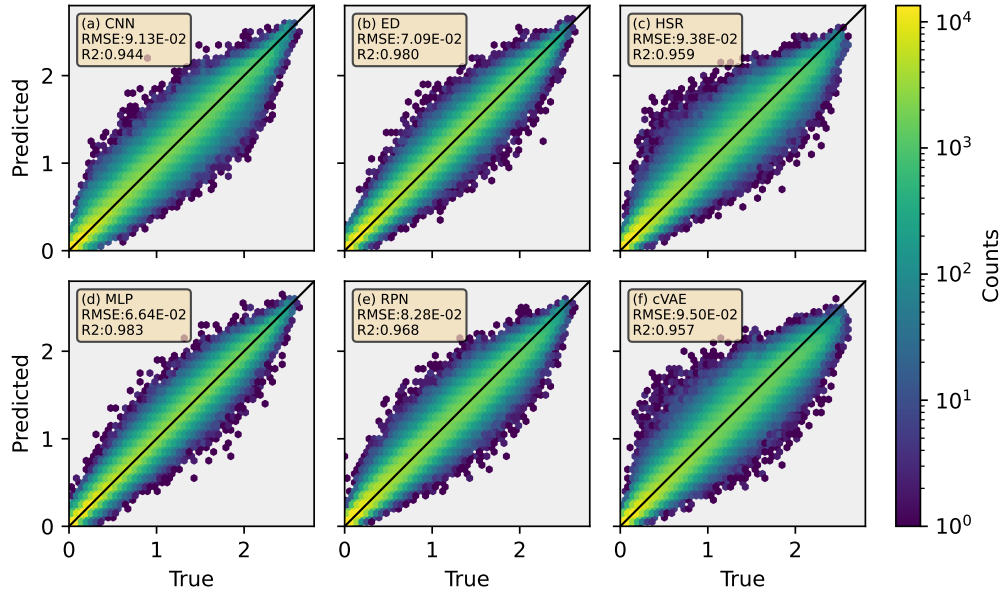 (a) CNN
RMSE:9.13E-02
R2:0.944
(b) ED
RMSE:7.09E-02
R2:0.980
(c) HSR
RMSE:9.38E-02
R2:0.959
Predicted
2
1
0
(d) MLP
RMSE:6.64E-02
R2:0.983
(e) RPN
RMSE:8.28E-02
R2:0.968
(f) cVAE
RMSE:9.50E-02
R2:0.957
Predicted
2
1
0
0 1 2
0 1 2
0 1 2
True
True
True
10^4
10^3
10^2
10^1
10^0
Counts